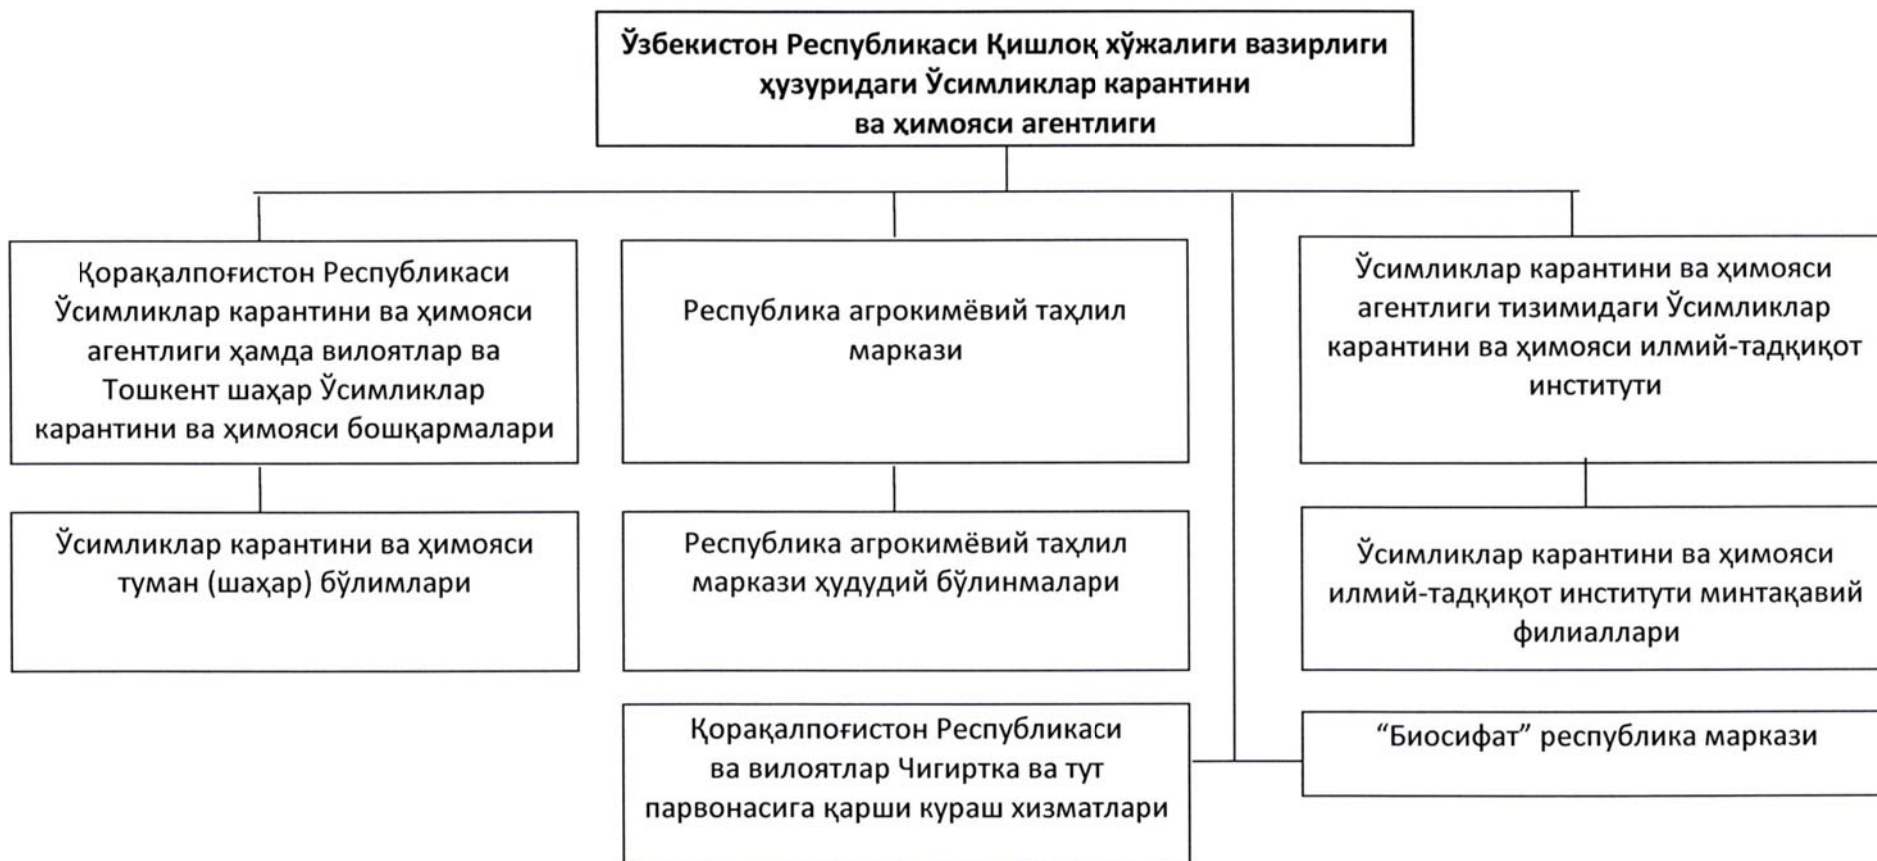 Ўзбекистон Республикаси Қишлоқ хўжалиги вазирлиги
ҳузуридаги Ўсимликлар карантини
ва ҳимояси агентлиги
Қорақалпоғистон Республикаси
Ўсимликлар карантини ва ҳимояси
агентлиги ҳамда вилоятлар ва
Тошкент шаҳар Ўсимликлар
карантини ва ҳимояси бошқармалари
Республика агрокимёвий таҳлил
маркази
Ўсимликлар карантини ва ҳимояси
агентлиги тизимидаги Ўсимликлар
карантини ва ҳимояси илмий-тадқиқот
институти
Ўсимликлар карантини ва ҳимояси
туман (шаҳар) бўлимлари
Республика агрокимёвий таҳлил
маркази ҳудудий бўлинмалари
Ўсимликлар карантини ва ҳимояси
илмий-тадқиқот институти минтақавий
филиаллари
Қорақалпоғистон Республикаси
ва вилоятлар Чигиртка ва тут
парвонасига қарши кураш хизматлари
“Биосифат” республика маркази